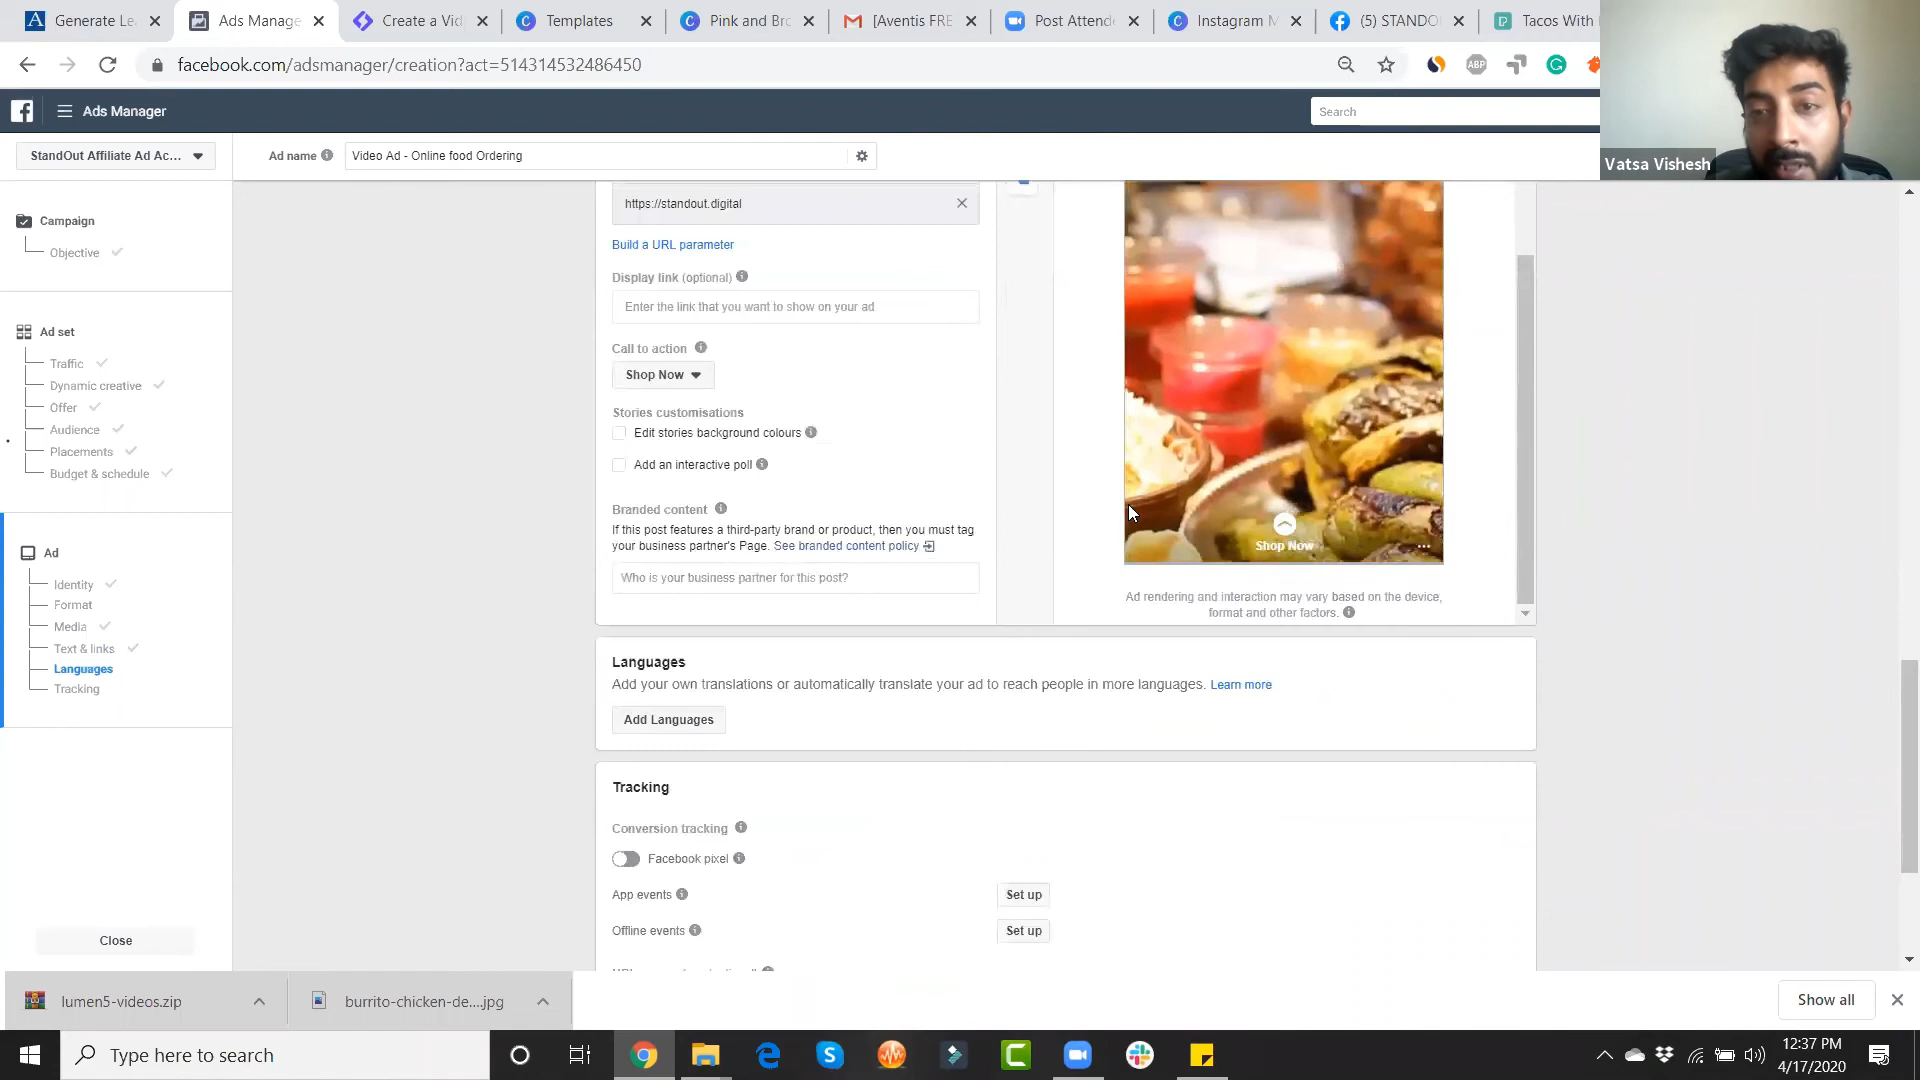 Generate Le
Ads Manage
Create a Vid
Templates
Pink and Bro
[Aventis FRE
Post Attend
Instagram M
(5) STANDO
Tacos With
facebook.com/adsmanager/creation?act=514314532486450
ABP
Ads Manager
Search
StandOut Affiliate Ad Ac...
Ad name
Video Ad - Online food Ordering
Vatsa Vishesh
Campaign
Objective
Ad set
Traffic
Dynamic creative
Offer
Audience
Placements
Budget & schedule
Ad
Identity
Format
Media
Text & links
Languages
Tracking
Close
https://standout.digital
Build a URL parameter
Display link (optional)
Enter the link that you want to show on your ad
Call to action
Shop Now
Stories customisations
Edit stories background colours
Add an interactive poll
Branded content
If this post features a third-party brand or product, then you must tag
your business partner's Page. See branded content policy
Who is your business partner for this post?
Shop Now
Ad rendering and interaction may vary based on the device,
format and other factors.
Languages
Add your own translations or automatically translate your ad to reach people in more languages. Learn more
Add Languages
Tracking
Conversion tracking
Facebook pixel
App events
Set up
Offline events
Set up
lumen5-videos.zip
burrito-chicken-de....jpg
Show all
Type here to search
12:37 PM
4/17/2020